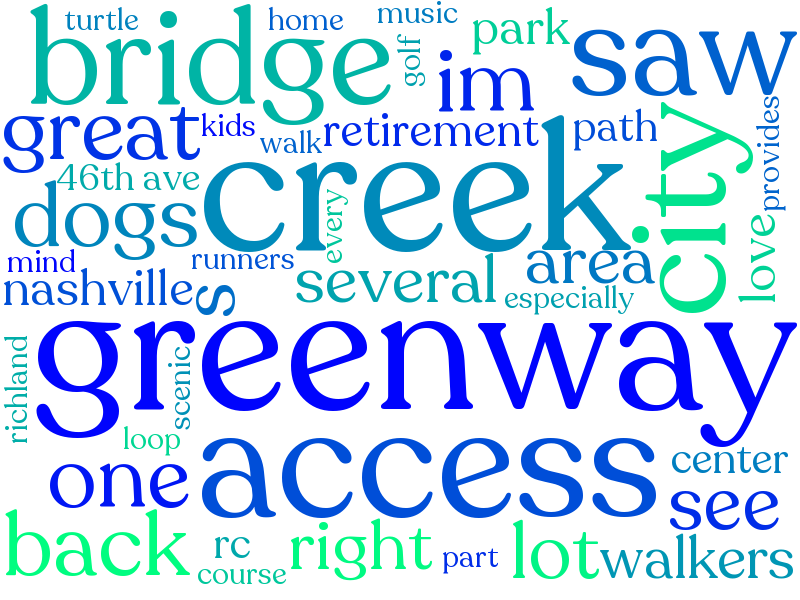 turtle
home
music
bridge
golf
park
saw
im
great
kids
walk
retirement
path
city
provides
46th ave
creek
dogs
every
love
mind
runners
area
nashville
s
several
especially
greenway
richland
scenic
loop
access
center
one
see
back
rc
right
part
lot
walkers
course